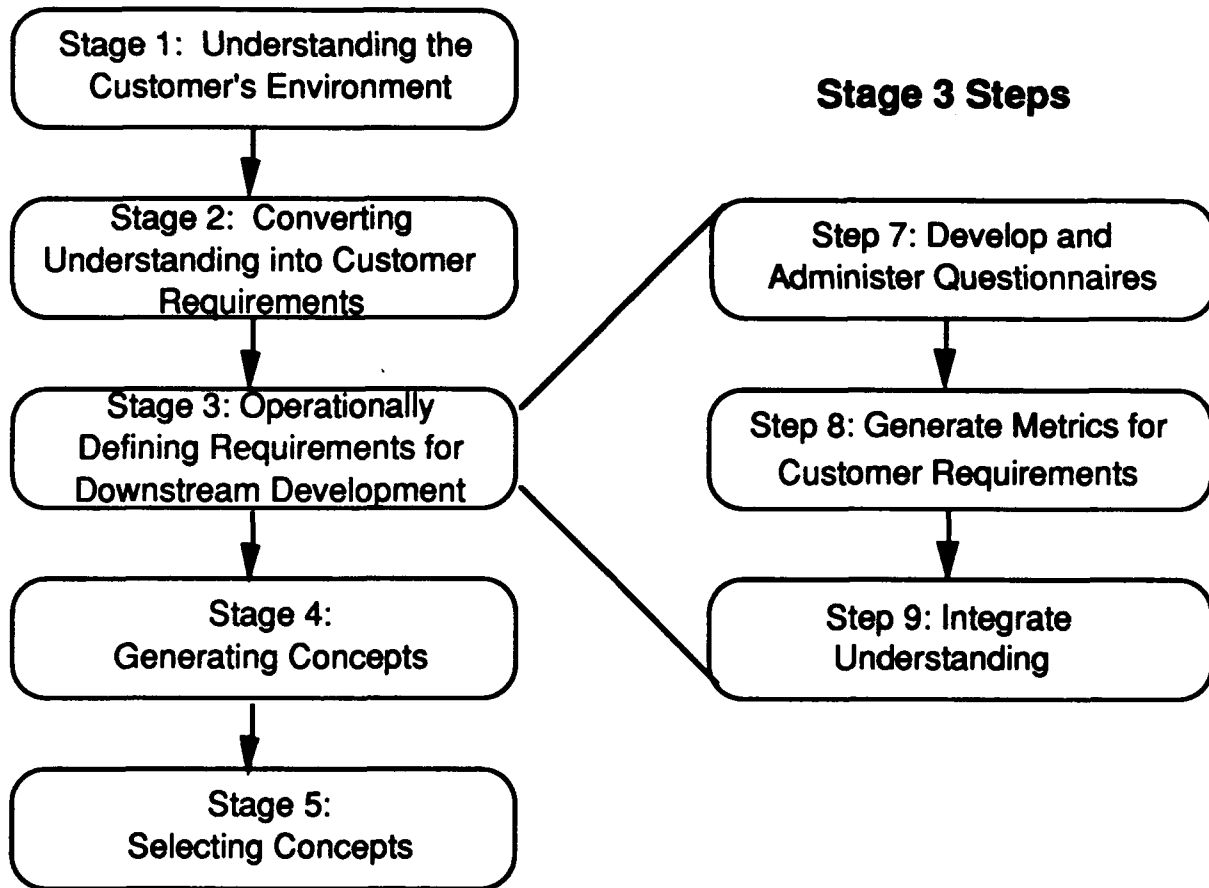 Stage 1: Understanding the
Customer's Environment
Stage 2: Converting
Understanding into Customer
Requirements
Stage 3: Operationally
Defining Requirements for
Downstream Development
Stage 4:
Generating Concepts
Stage 5:
Selecting Concepts
Stage 3 Steps
Step 7: Develop and
Administer Questionnaires
Step 8: Generate Metrics for
Customer Requirements
Step 9: Integrate
Understanding